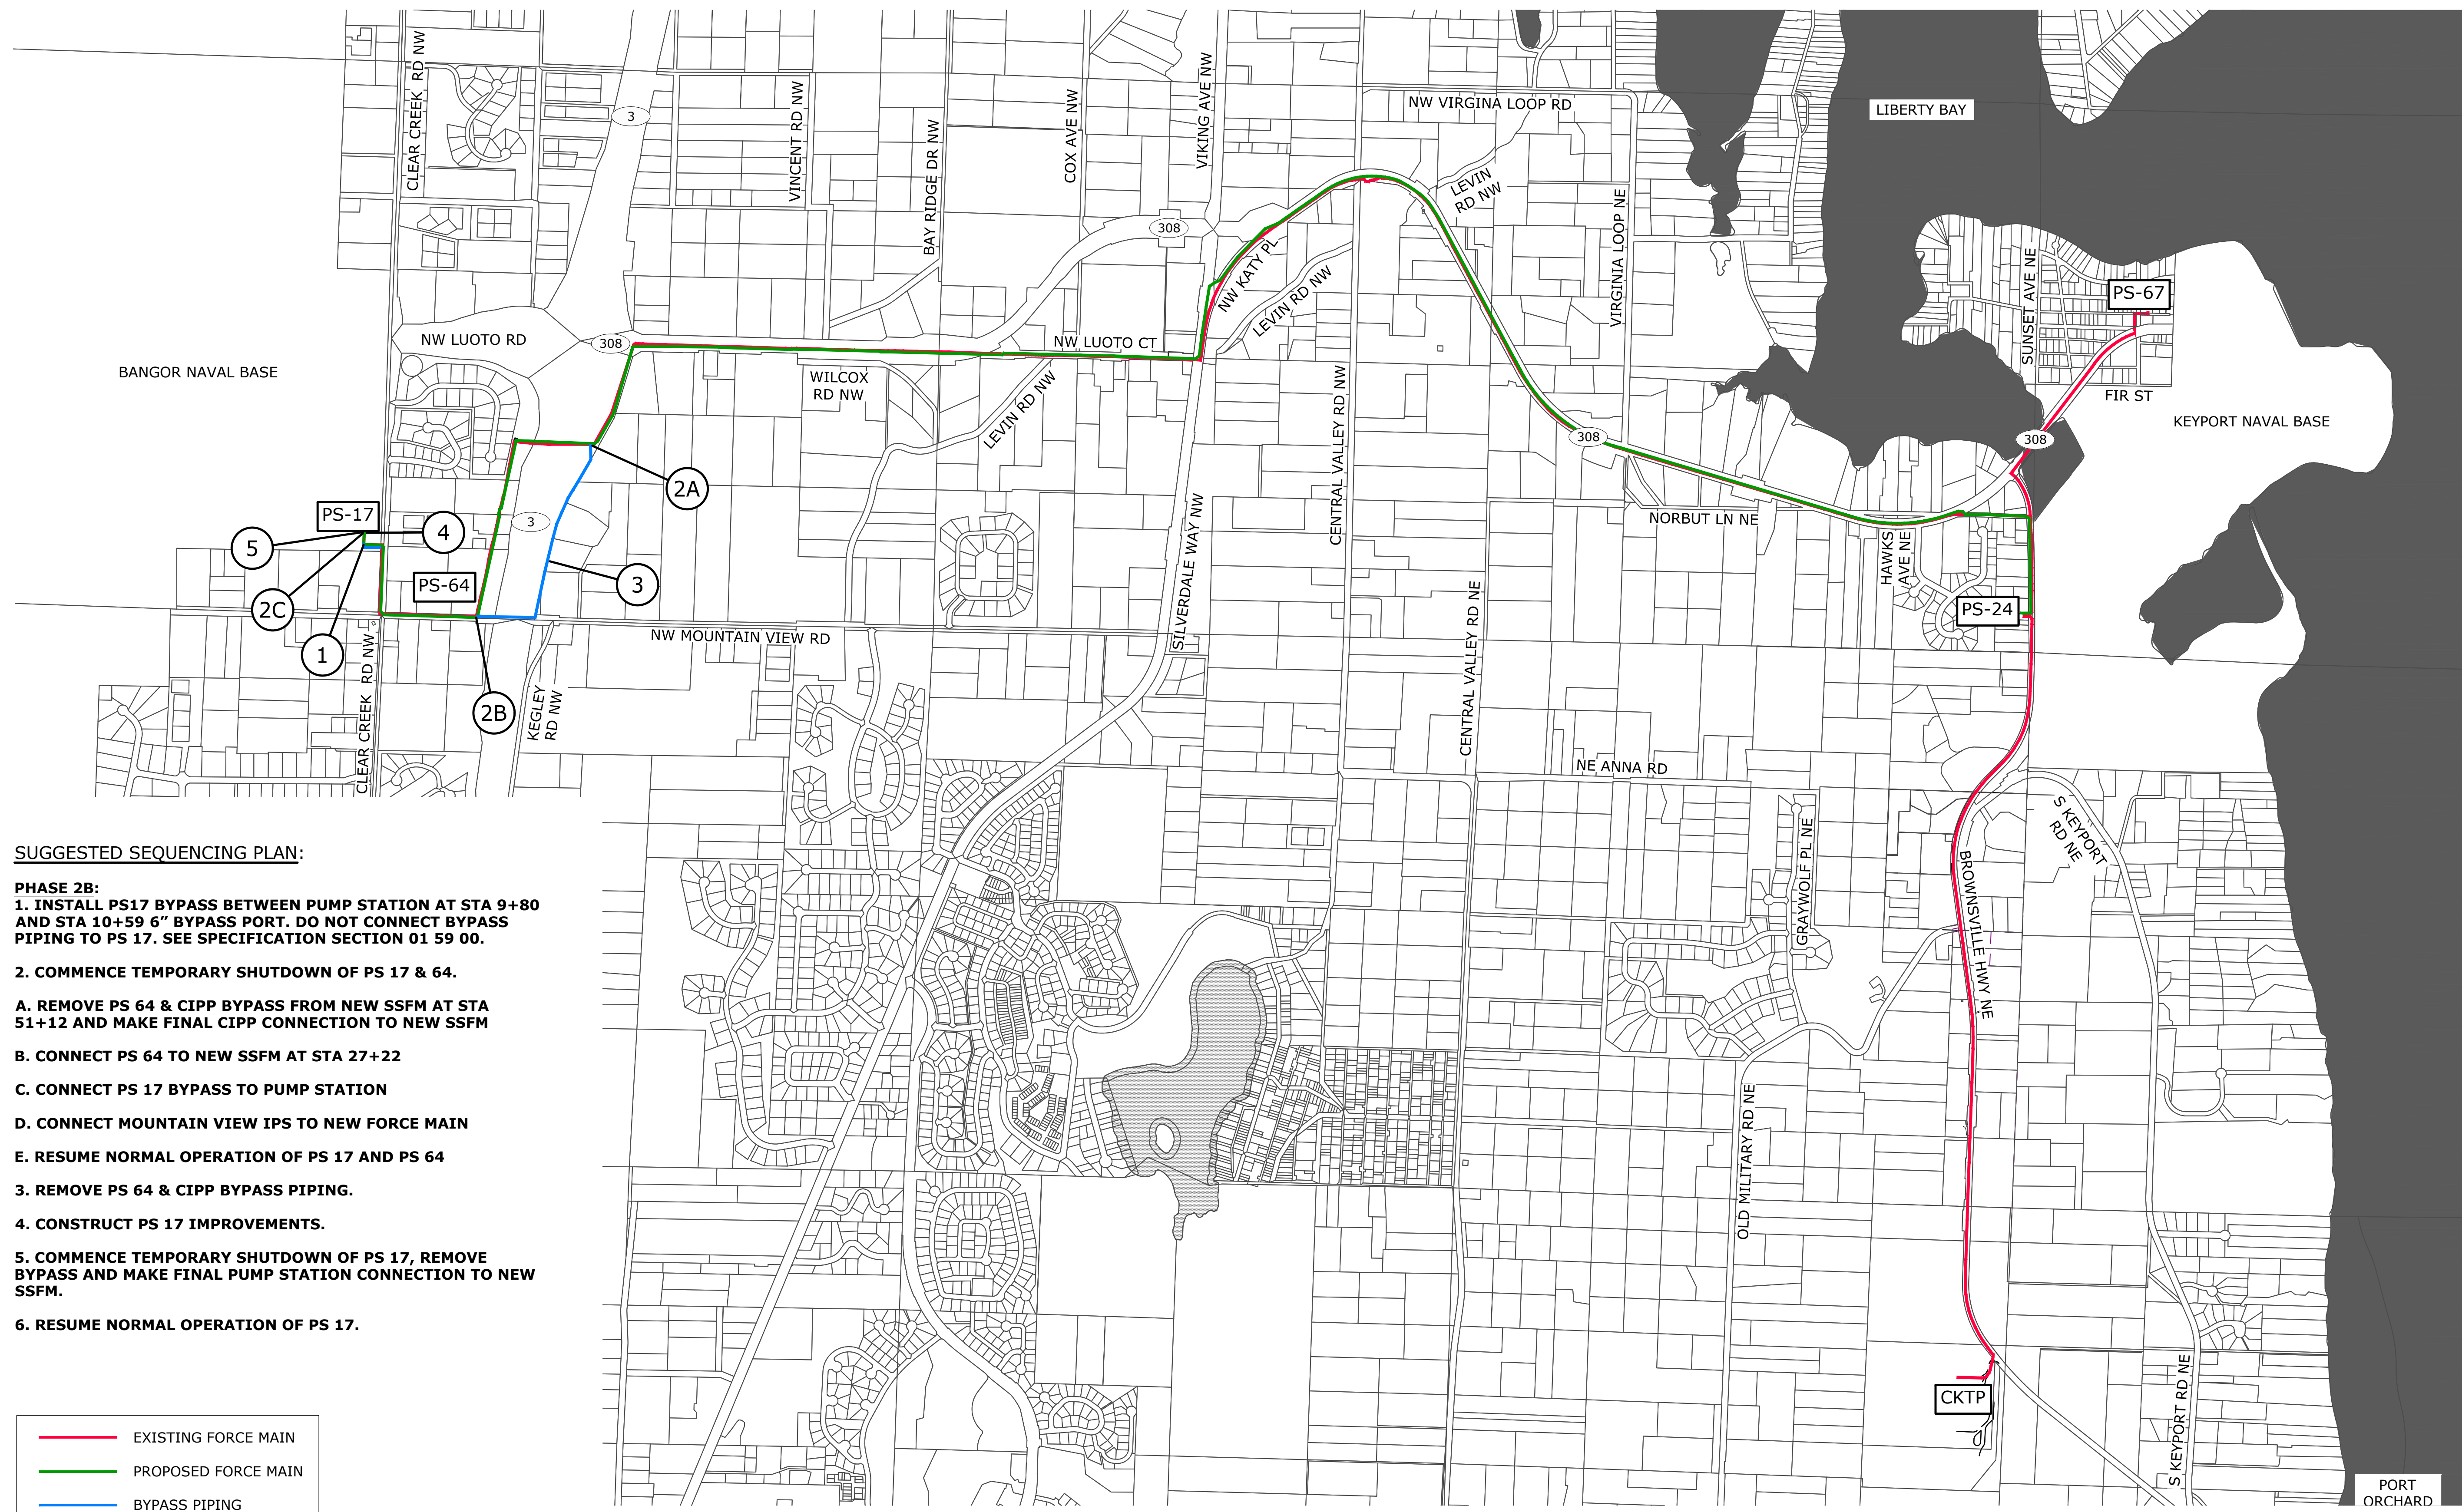 CLEAR CREEK RD NW
3
VINCENT RD NW
BAY RIDGE DR NW
COX AVE NW
VIKING AVE NW
NW VIRGINA LOOP RD
LIBERTY BAY
308
LEVIN
RD NW
VIRGINIA LOOP NE
NW KATY PL
LEVIN RD NW
SUNSET AVE NE
PS-67
NW LUOTO RD
308
NW LUOTO CT
BANGOR NAVAL BASE
WILCOX
RD NW
LEVIN RD NW
CENTRAL VALLEY RD NW
FIR ST
KEYPORT NAVAL BASE
308
308
2A
PS-17
5
4
3
NORBUT LN NE
SILVERDALE WAY NW
HAWKS
AVE NE
PS-64
3
2C
PS-24
1
NW MOUNTAIN VIEW RD
CLEAR CREEK RD NW
2B
KEGLEY
RD NW
CENTRAL VALLEY RD NE
NE ANNA RD
S KEYPORT
RD NE
GRAYWOLF PL NE
BROWNSVILLE HWY NE
OLD MILITARY RD NE
CKTP
S KEYPORT RD NE
PORT
ORCHARD
SUGGESTED SEQUENCING PLAN:
PHASE 2B:
1. INSTALL PS17 BYPASS BETWEEN PUMP STATION AT STA 9+80
AND STA 10+59 6” BYPASS PORT. DO NOT CONNECT BYPASS
PIPING TO PS 17. SEE SPECIFICATION SECTION 01 59 00.
2. COMMENCE TEMPORARY SHUTDOWN OF PS 17 & 64.
A. REMOVE PS 64 & CIPP BYPASS FROM NEW SSFM AT STA
51+12 AND MAKE FINAL CIPP CONNECTION TO NEW SSFM
B. CONNECT PS 64 TO NEW SSFM AT STA 27+22
C. CONNECT PS 17 BYPASS TO PUMP STATION
D. CONNECT MOUNTAIN VIEW IPS TO NEW FORCE MAIN
E. RESUME NORMAL OPERATION OF PS 17 AND PS 64
3. REMOVE PS 64 & CIPP BYPASS PIPING.
4. CONSTRUCT PS 17 IMPROVEMENTS.
5. COMMENCE TEMPORARY SHUTDOWN OF PS 17, REMOVE
BYPASS AND MAKE FINAL PUMP STATION CONNECTION TO NEW
SSFM.
6. RESUME NORMAL OPERATION OF PS 17.
EXISTING FORCE MAIN
PROPOSED FORCE MAIN
BYPASS PIPING